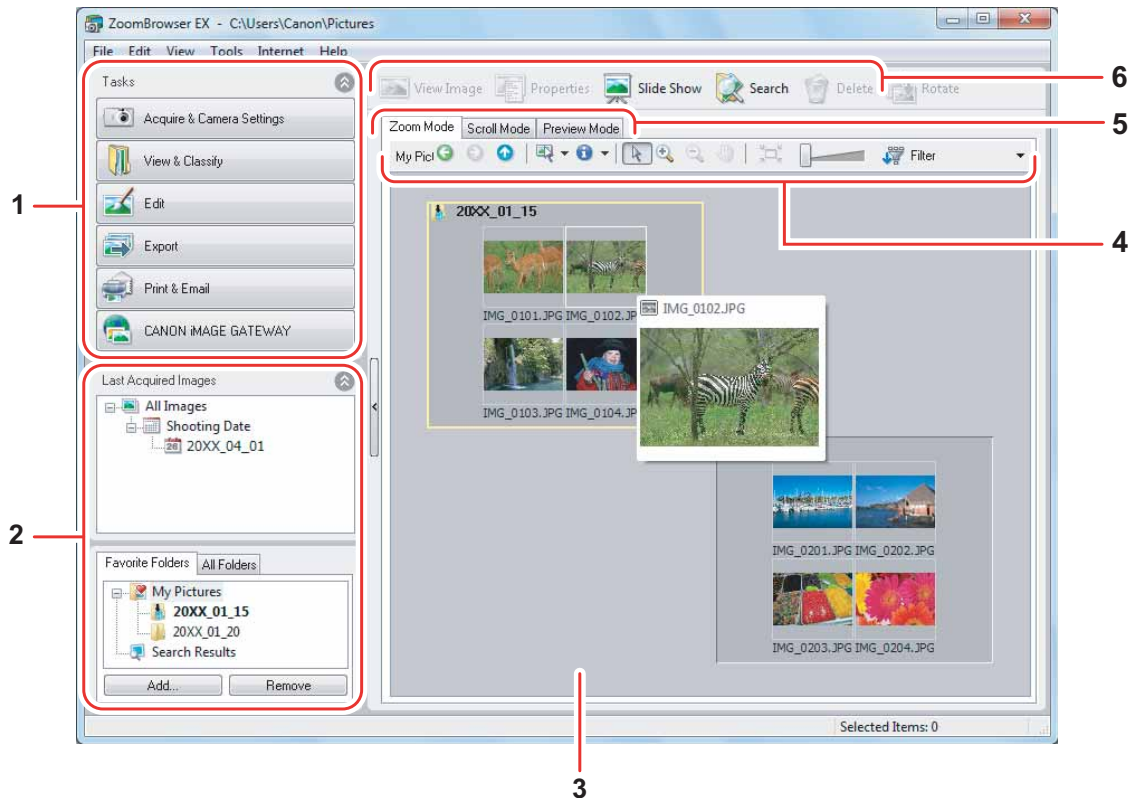 ZoomBrowser EX - C:\Users\Canon\Pictures
File Edit View Tools Internet Help
Tasks
Acquire & Camera Settings
View & Classify
Edit
Export
Print & Email
CANON iMAGE GATEWAY
1
Last Acquired Images
All Images
Shooting Date
26 20XX_04_01
2
Favorite Folders All Folders
My Pictures
20XX_01_15
20XX_01_20
Search Results
Add... Remove
View Image Properties Slide Show Search Delete Rotate
6
Zoom Mode Scroll Mode Preview Mode
5
My Pict Filter
4
20XX_01_15
IMG_0101.JPG IMG_0102.JP
IMG_0102.JPG
IMG_0103.JPG IMG_0104.JP
IMG_0201.JPG IMG_0202.JPG
IMG_0203.JPG IMG_0204.JPG
Selected Items: 0
3